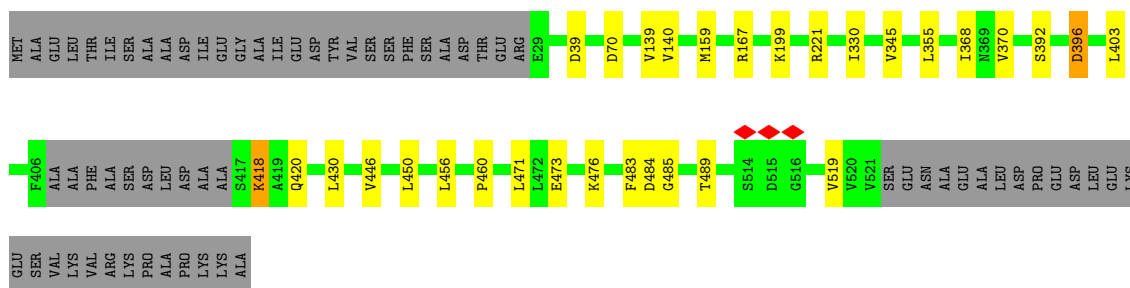 MET ALA GLU LEU THR ILE SER ALA ALA ASP ILE GLU GLY ALA ILE GLU ASP TYR VAL SER SER PHE SER ALA ASP THR GLU ARG E29 D39 D70 V139 V140 M159 R167 K199 R221 I330 V345 L355 I368 N369 V370 S392 D396 L403
F406 ALA ALA PHE ALA SER ASP LEU ASP ALA ALA S417 K418 A419 Q420 L430 V446 L450 L456 P460 L471 L472 E473 K476 F483 D484 G485 T489 S514 D515 G516 V519 V520 V521 SER GLU ASN ALA GLU ALA LEU ASP PRO GLU ASP LEU GLU LYS
GLU SER VAL LYS VAL ARG LYS PRO ALA PRO LYS LYS ALA